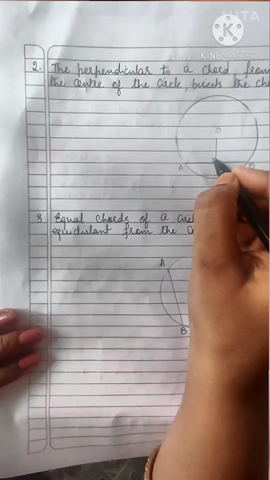 KINEMASTER
2. The perpendicular to a chord from
the centre of the circle, bisects the
O
A B
3. Equal chords of a
equidistant from the
A
B